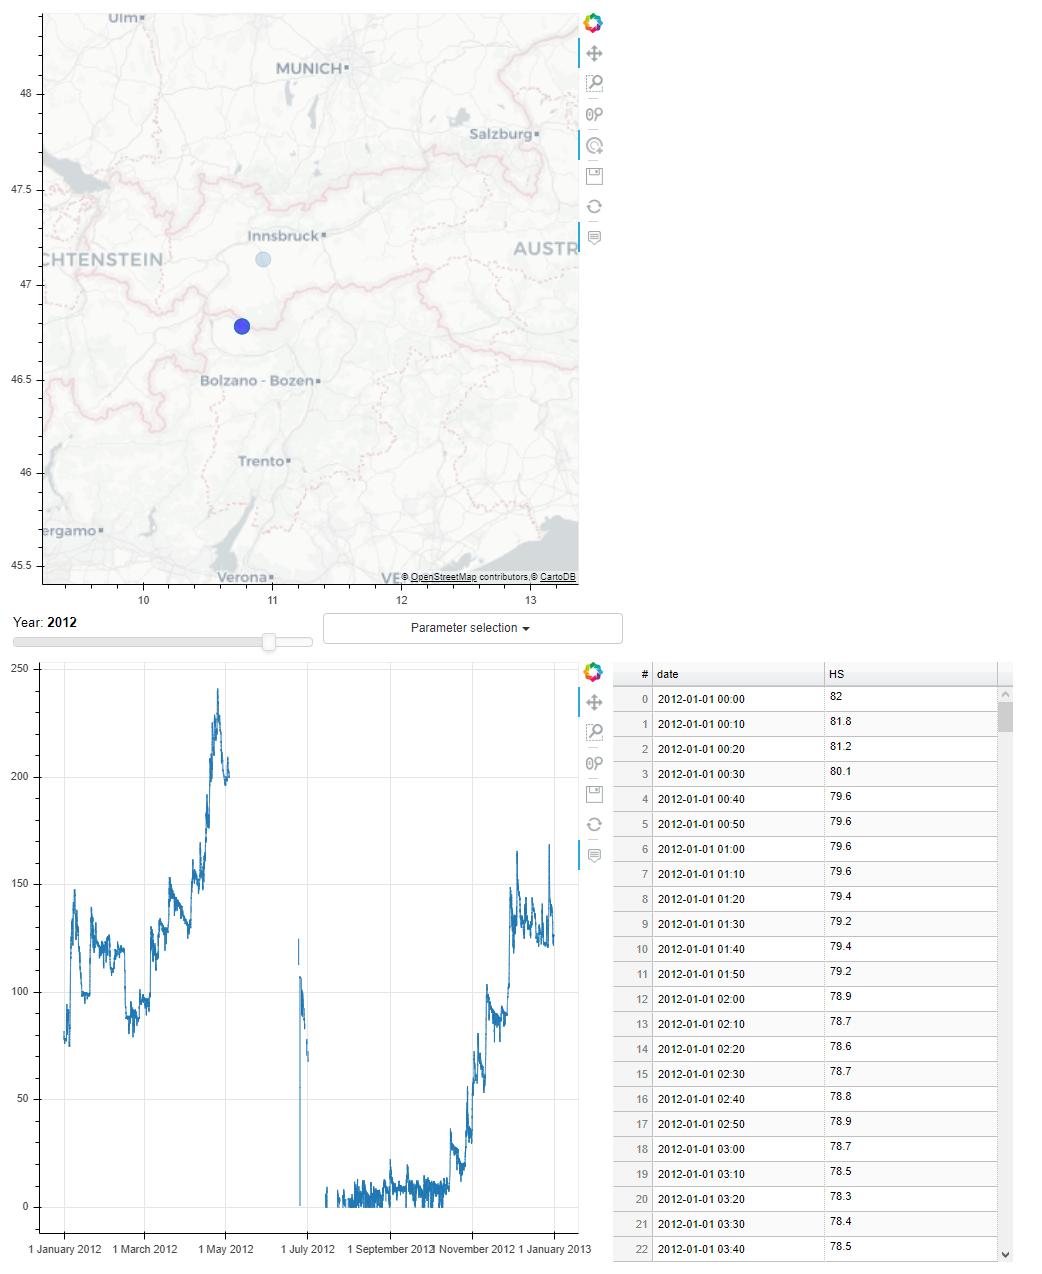 Ulm
MUNICH
48
Salzburg
47.5
Innsbruck
CHTENSTEIN
AUSTR
47
46.5
Bolzano - Bozen
46
Trento
ergamo
45.5
Verona
VE
© OpenStreetMap contributors,© CartoDB
10 11 12 13
Year: 2012
Parameter selection
250
200
150
100
50
0
1 January 2012 1 March 2012 1 May 2012 1 July 2012 1 September 2012 1 November 2012 1 January 2013
# date HS
0 2012-01-01 00:00 82
1 2012-01-01 00:10 81.8
2 2012-01-01 00:20 81.2
3 2012-01-01 00:30 80.1
4 2012-01-01 00:40 79.6
5 2012-01-01 00:50 79.6
6 2012-01-01 01:00 79.6
7 2012-01-01 01:10 79.6
8 2012-01-01 01:20 79.4
9 2012-01-01 01:30 79.2
10 2012-01-01 01:40 79.4
11 2012-01-01 01:50 79.2
12 2012-01-01 02:00 78.9
13 2012-01-01 02:10 78.7
14 2012-01-01 02:20 78.6
15 2012-01-01 02:30 78.7
16 2012-01-01 02:40 78.8
17 2012-01-01 02:50 78.9
18 2012-01-01 03:00 78.7
19 2012-01-01 03:10 78.5
20 2012-01-01 03:20 78.3
21 2012-01-01 03:30 78.4
22 2012-01-01 03:40 78.5